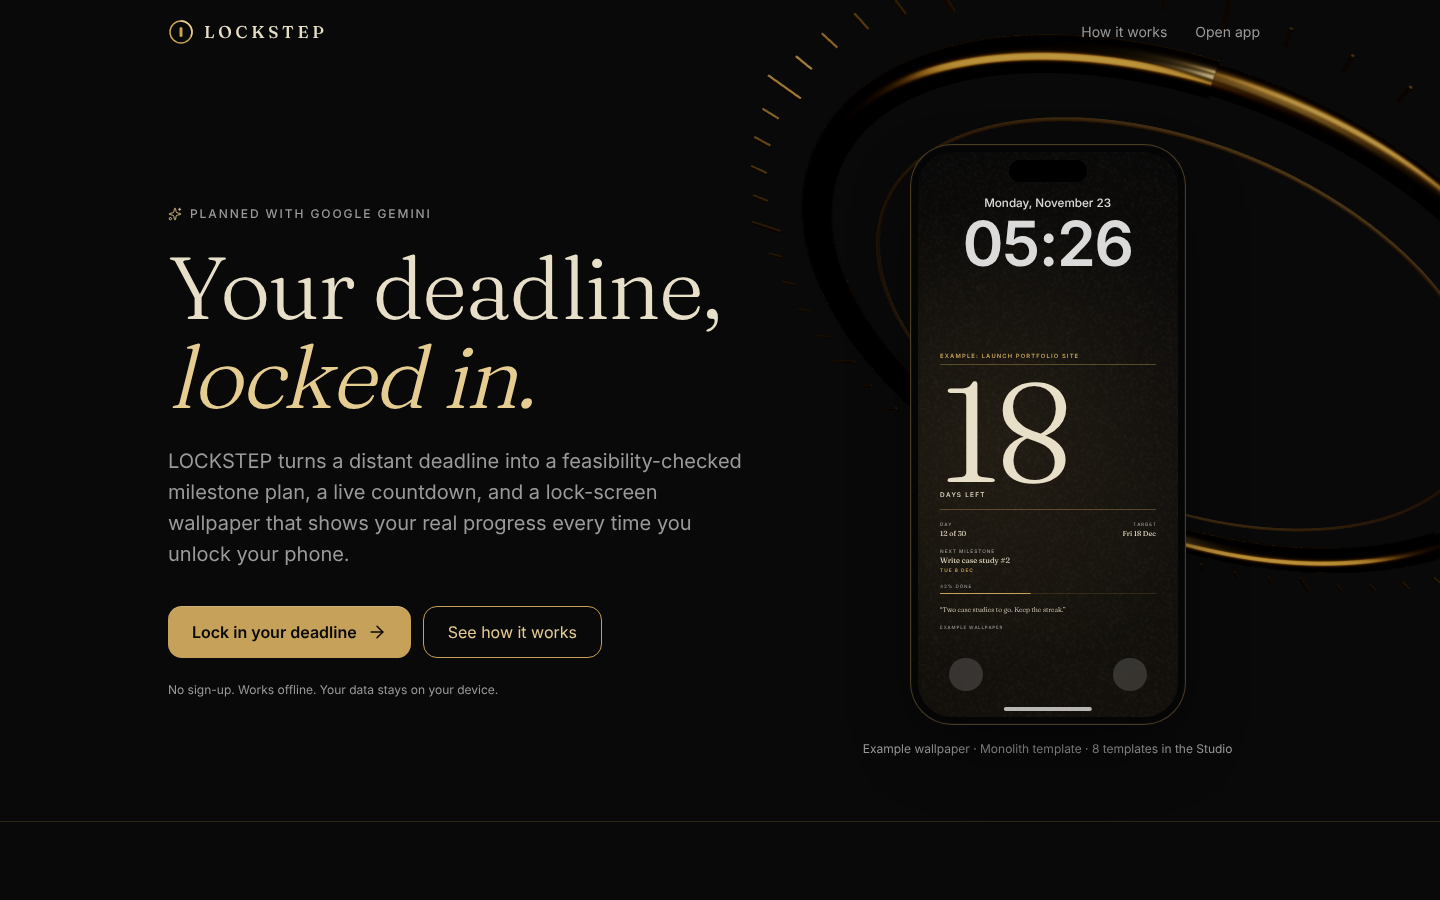 LOCKSTEP
How it works
Open app
PLANNED WITH GOOGLE GEMINI
Your deadline,
locked in.
LOCKSTEP turns a distant deadline into a feasibility-checked
milestone plan, a live countdown, and a lock-screen
wallpaper that shows your real progress every time you
unlock your phone.
Lock in your deadline
See how it works
No sign-up. Works offline. Your data stays on your device.
Monday, November 23
05:26
EXAMPLE: LAUNCH PORTFOLIO SITE
18
DAYS LEFT
DAY
TARGET
12 of 30
Fri 18 Dec
NEXT MILESTONE
Write case study #2
TUE 8 DEC
42% DONE
"Two case studies to go. Keep the streak."
EXAMPLE WALLPAPER
Example wallpaper · Monolith template · 8 templates in the Studio